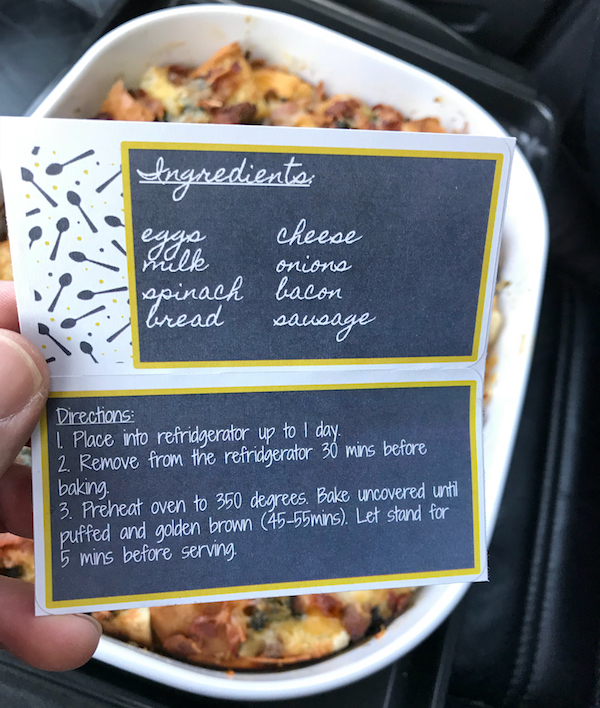 Ingredients:
eggs cheese
milk onions
spinach bacon
bread sausage
Directions:
1. Place into refridgerator up to 1 day.
2. Remove from the refridgerator 30 mins before
baking.
3. Preheat oven to 350 degrees. Bake uncovered until
puffed and golden brown (45-55mins). Let stand for
5 mins before serving.